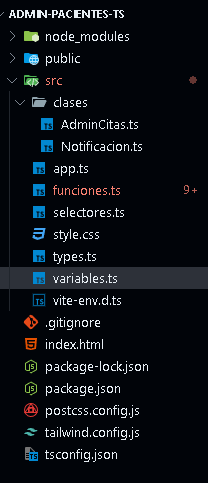 ADMIN-PACIENTES-TS
node_modules
public
src
clases
AdminCitas.ts
Notificacion.ts
app.ts
funciones.ts 9+
selectores.ts
style.css
types.ts
variables.ts
vite-env.d.ts
.gitignore
index.html
package-lock.json
package.json
postcss.config.js
tailwind.config.js
tsconfig.json